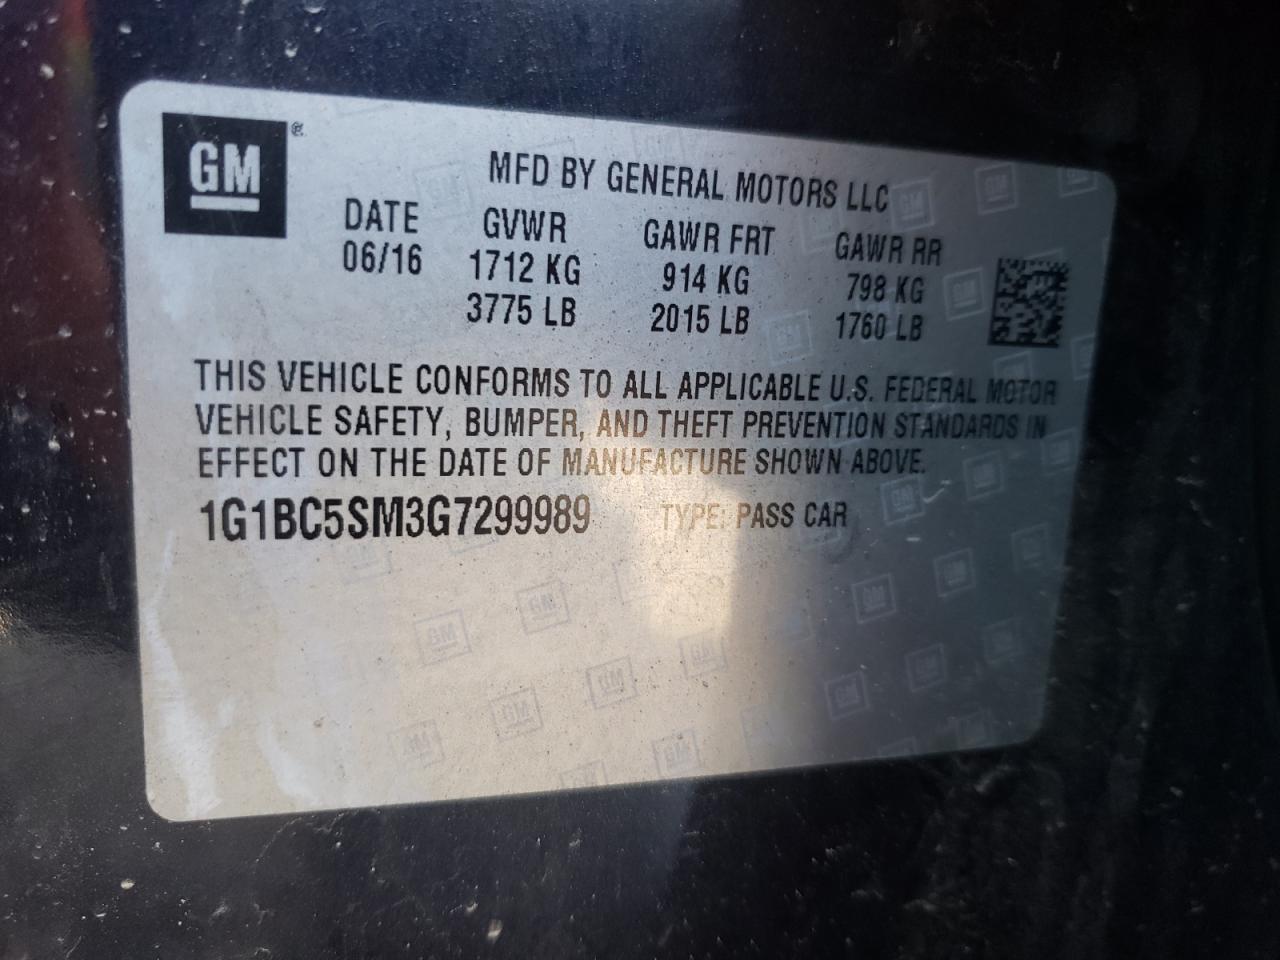 GM®
MFD BY GENERAL MOTORS LLC
DATE GVWR GAWR FRT GAWR RR
06/16 1712 KG 914 KG 798 KG
3775 LB 2015 LB 1760 LB
THIS VEHICLE CONFORMS TO ALL APPLICABLE U.S. FEDERAL MOTOR
VEHICLE SAFETY, BUMPER, AND THEFT PREVENTION STANDARDS IN
EFFECT ON THE DATE OF MANUFACTURE SHOWN ABOVE.
1G1BC5SM3G7299989 TYPE: PASS CAR